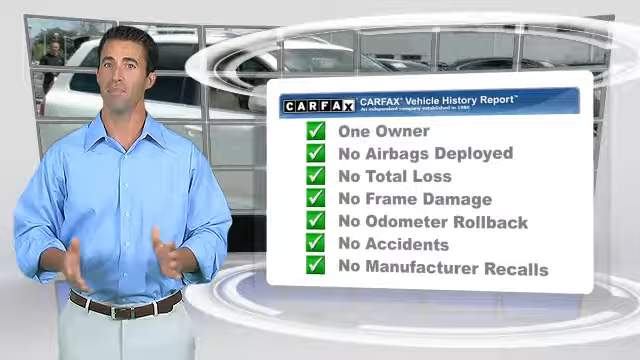 CARFAX CARFAX® Vehicle History Report™
An independent company established in 1986
One Owner
No Airbags Deployed
No Total Loss
No Frame Damage
No Odometer Rollback
No Accidents
No Manufacturer Recalls